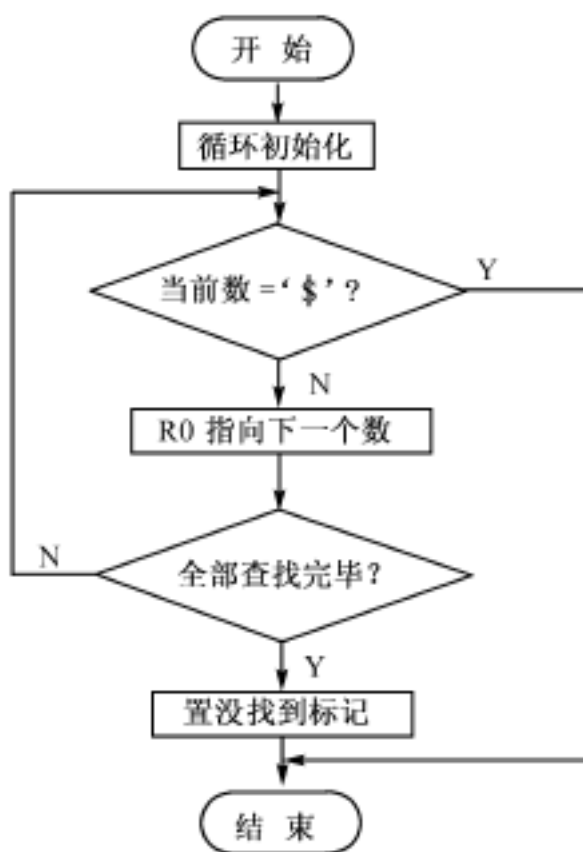 开 始
循环初始化
当前数 =‘ $ ’ ?
Y
N
R0 指向下一个数
N
全部查找完毕?
Y
置没找到标记
结 束